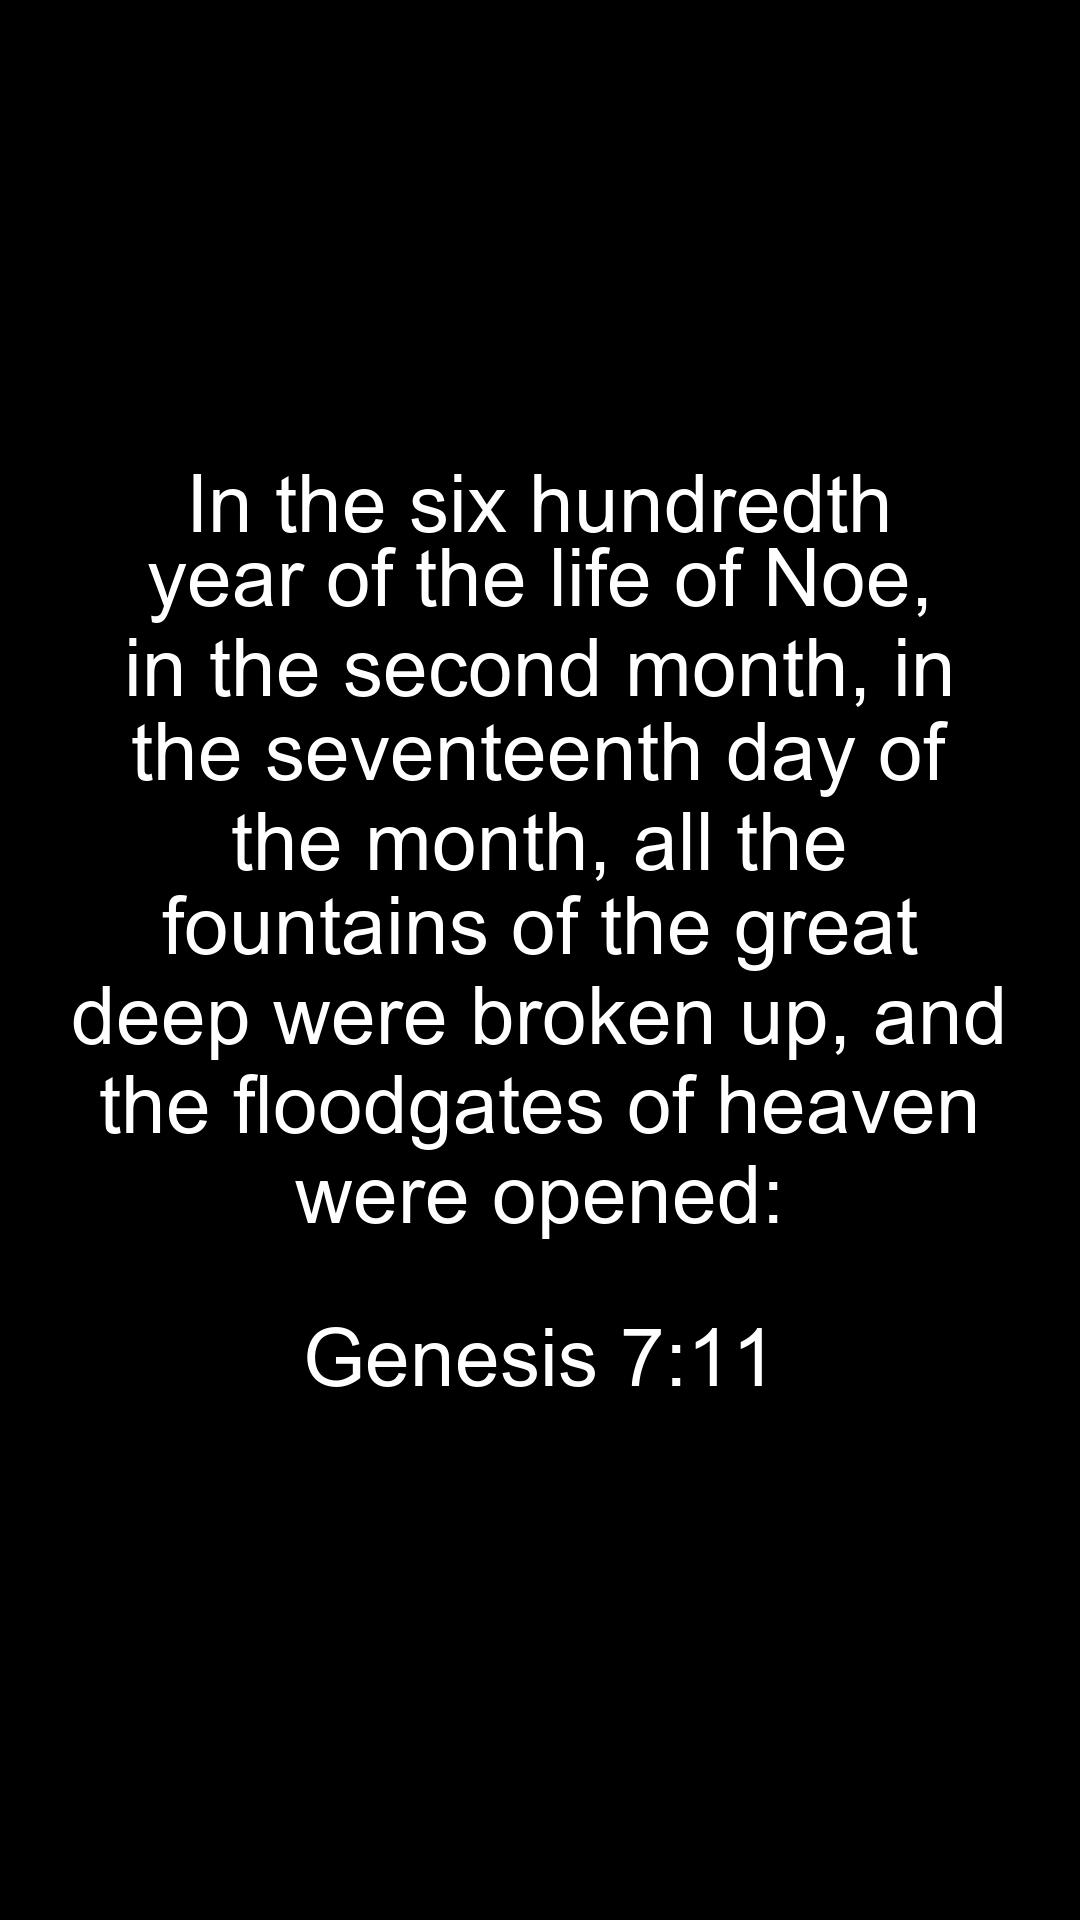 In the six hundredth
year of the life of Noe,
in the second month, in
the seventeenth day of
the month, all the
fountains of the great
deep were broken up, and
the floodgates of heaven
were opened:
Genesis 7:11